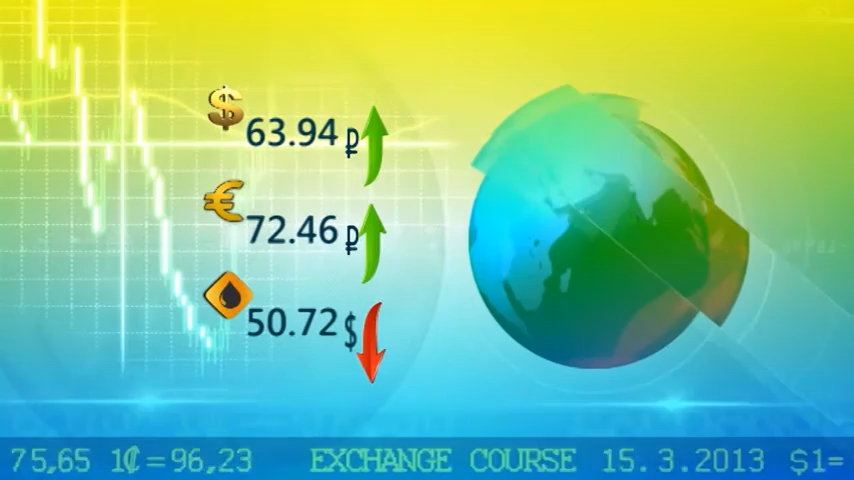 $ 63.94 ₽
€ 72.46 ₽
50.72 $
75,65 1₵=96,23 EXCHANGE COURSE 15.3.2013 $1=